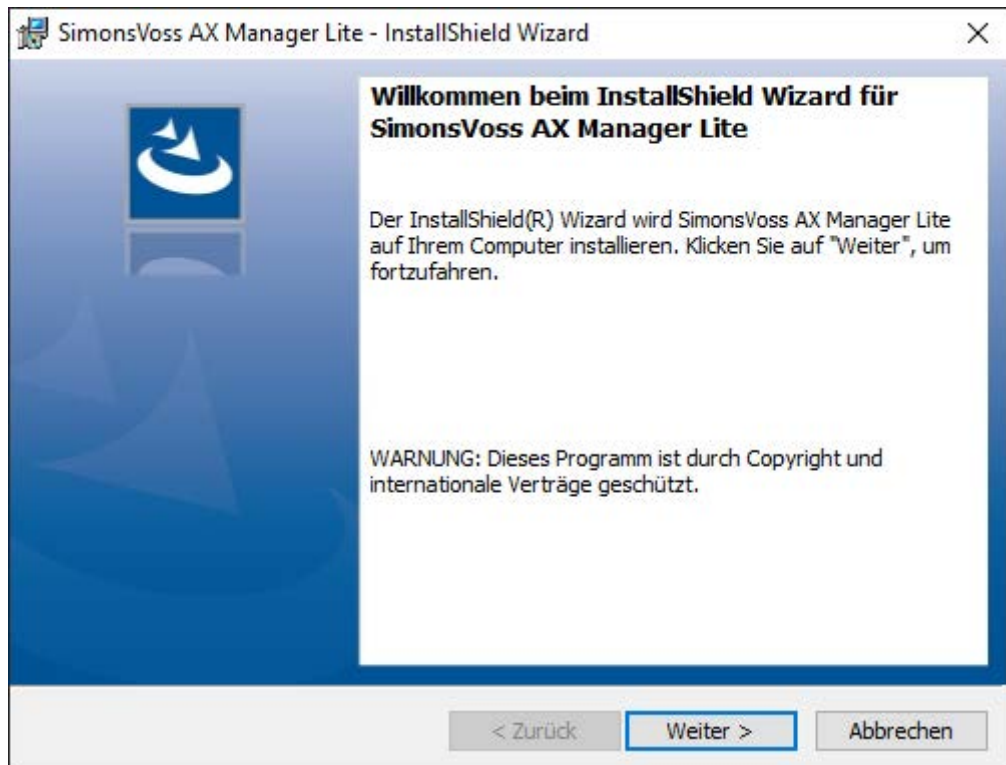 SimonsVoss AX Manager Lite - InstallShield Wizard
Willkommen beim InstallShield Wizard für
SimonsVoss AX Manager Lite
Der InstallShield(R) Wizard wird SimonsVoss AX Manager Lite
auf Ihrem Computer installieren. Klicken Sie auf "Weiter", um
fortzufahren.
WARNUNG: Dieses Programm ist durch Copyright und
internationale Verträge geschützt.
< Zurück
Weiter >
Abbrechen